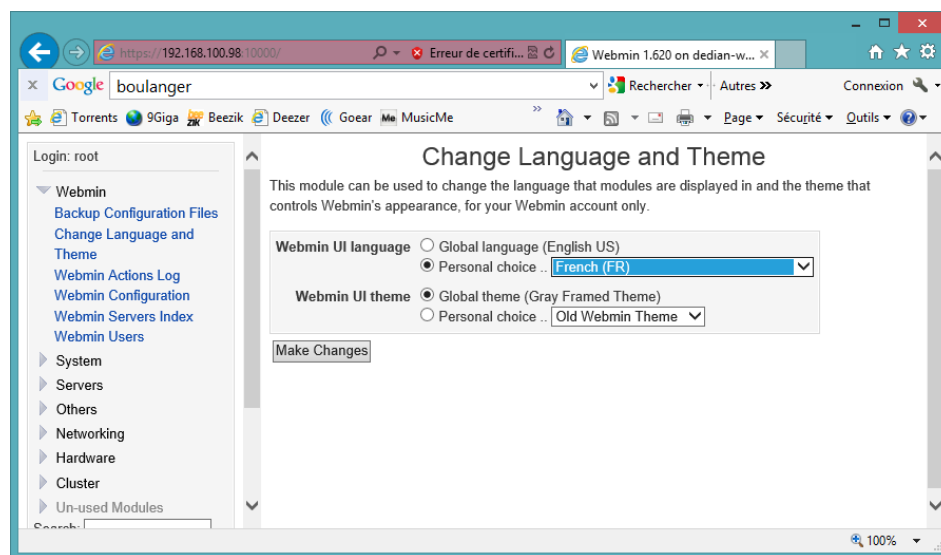 https://192.168.100.98:10000/
Erreur de certifi...
Webmin 1.620 on dedian-w...
Google
boulanger
Rechercher
Autres »
Connexion
Torrents
9Giga
Beezik
Deezer
Goear
Me MusicMe
»
Page
Sécurité
Outils
Login: root
Webmin
Backup Configuration Files
Change Language and
Theme
Webmin Actions Log
Webmin Configuration
Webmin Servers Index
Webmin Users
System
Servers
Others
Networking
Hardware
Cluster
Un-used Modules
Search:
Change Language and Theme
This module can be used to change the language that modules are displayed in and the theme that
controls Webmin's appearance, for your Webmin account only.
Webmin UI language
Global language (English US)
Personal choice ..
French (FR)
Webmin UI theme
Global theme (Gray Framed Theme)
Personal choice ..
Old Webmin Theme
Make Changes
100%